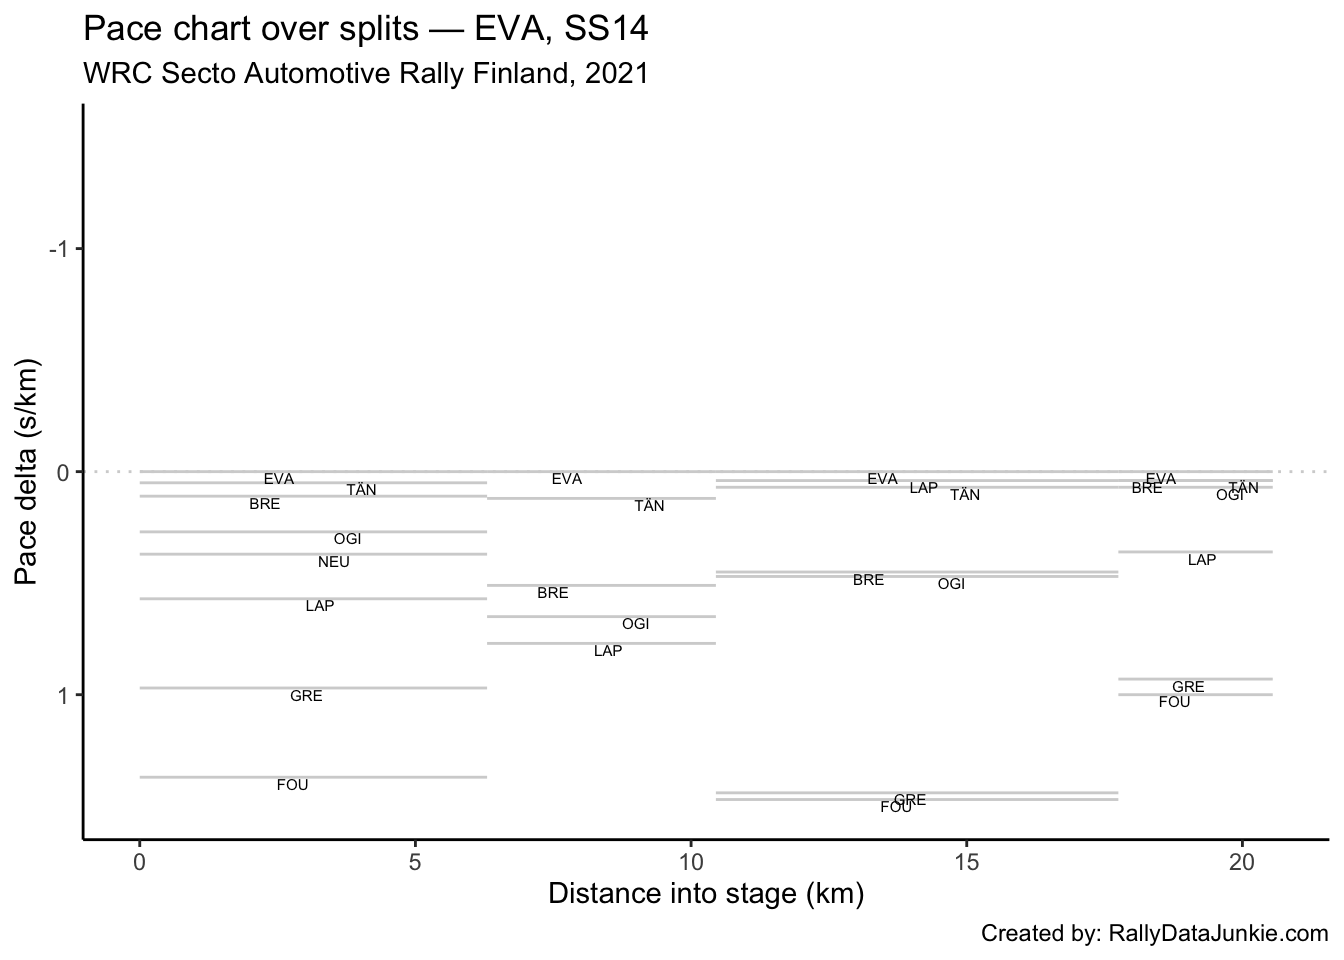 Pace chart over splits — EVA, SS14
WRC Secto Automotive Rally Finland, 2021
Pace delta (s/km)
-1
0
1
EVA
TÄN
BRE
OGI
NEU
LAP
GRE
FOU
EVA
TÄN
BRE
OGI
LAP
EVA
LAP
TÄN
BRE
OGI
GRE
FOU
EVA
BRE
TÄN
OGI
LAP
GRE
FOU
0 5 10 15 20
Distance into stage (km)
Created by: RallyDataJunkie.com